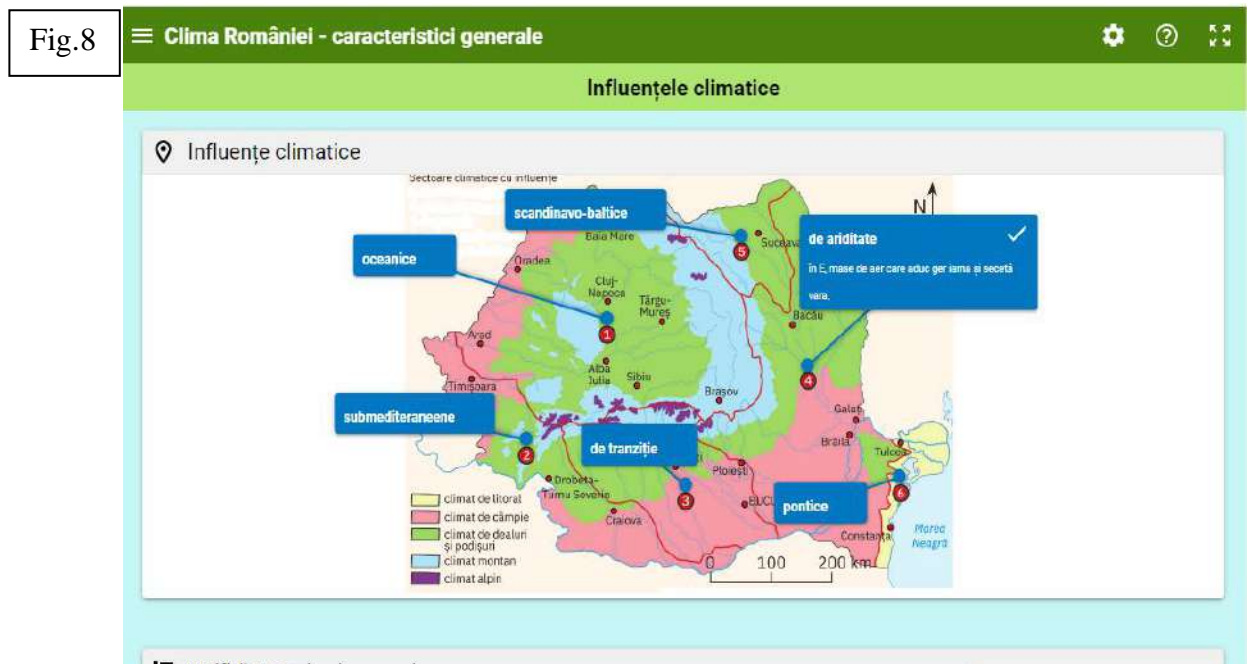 Fig.8
Clima României - caracteristici generale
Influențele climatice
Influențe climatice
Sectoare climatice cu influențe
scandinavo-baltice
N
de ariditate
în E, mase de aer care aduc ger iarna și secetă
vara,
oceanice
Baia Mare
Suceava
Oradea
5
Cluj-
Napoca
Târgu-
Mureș
Bacău
1
Arad
Alba
Iulia
Sibiu
4
Timișoara
Brașov
submediteraneene
Galați
de tranziție
Brăila
Tulcea
2
Ploiești
Drobeta-
Turnu Severin
3
BUCU
pontice
6
climat de litoral
climat de câmpie
Craiova
Constanța
Marea
Neagră
climat de dealuri
și podișuri
climat montan
0 100 200 km
climat alpin